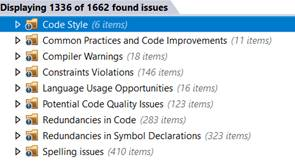 Displaying 1336 of 1662 found issues
Code Style (6 items)
Common Practices and Code Improvements (11 items)
Compiler Warnings (18 items)
Constraints Violations (146 items)
Language Usage Opportunities (16 items)
Potential Code Quality Issues (123 items)
Redundancies in Code (283 items)
Redundancies in Symbol Declarations (323 items)
Spelling issues (410 items)